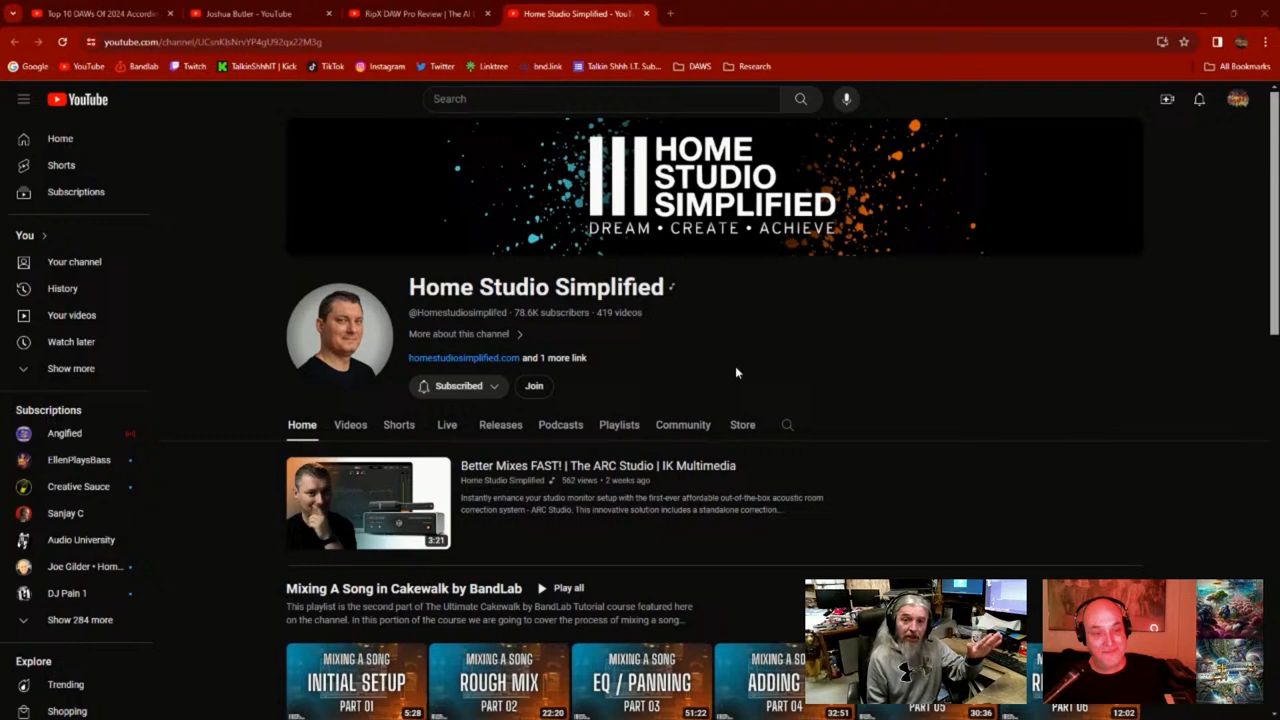 Top 10 DAWs Of 2024 Accordi
Joshua Butler - YouTube
RipX DAW Pro Review | The AI
Home Studio Simplified - YouT
youtube.com/channel/UCsnKIsNrvYP4gU92qx22M3g
Google
YouTube
Bandlab
Twitch
TalkinShhhIT | Kick
TikTok
Instagram
Twitter
Linktree
bnd.link
Talkin Shhh I.T. Sub...
DAWS
Research
All Bookmarks
YouTube
Search
Home
Shorts
Subscriptions
You
Your channel
History
Your videos
Watch later
Show more
Subscriptions
Angified
EllenPlaysBass
Creative Sauce
Sanjay C
Audio University
Joe Gilder • Hom...
DJ Pain 1
Show 284 more
Explore
Trending
Shopping
HOME
STUDIO
SIMPLIFIED
DREAM • CREATE • ACHIEVE
Home Studio Simplified
@Homestudiosimplifed · 78.6K subscribers · 419 videos
More about this channel
homestudiosimplified.com and 1 more link
Subscribed
Join
Home
Videos
Shorts
Live
Releases
Podcasts
Playlists
Community
Store
3:21
Better Mixes FAST! | The ARC Studio | IK Multimedia
Home Studio Simplified
562 views • 2 weeks ago
Instantly enhance your studio monitor setup with the first-ever affordable out-of-the-box acoustic room
correction system - ARC Studio. This innovative solution includes a standalone correction....
Mixing A Song in Cakewalk by BandLab
Play all
This playlist is the second part of The Ultimate Cakewalk by BandLab Tutorial course featured here
on the channel. In this portion of the course we are going to cover the process of mixing a song...
MIXING A SONG
INITIAL SETUP
PART 01
5:28
MIXING A SONG
ROUGH MIX
PART 02
22:20
MIXING A SONG
EQ / PANNING
PART 03
51:22
MIXING A SO
ADDING
PART 04
32:51
PART 05
30:36
PART 06
12:02